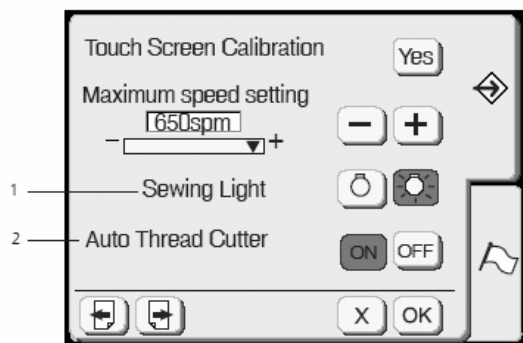 Touch Screen Calibration Yes
Maximum speed setting
650spm
− +
− +
1 Sewing Light
2 Auto Thread Cutter ON OFF
X OK